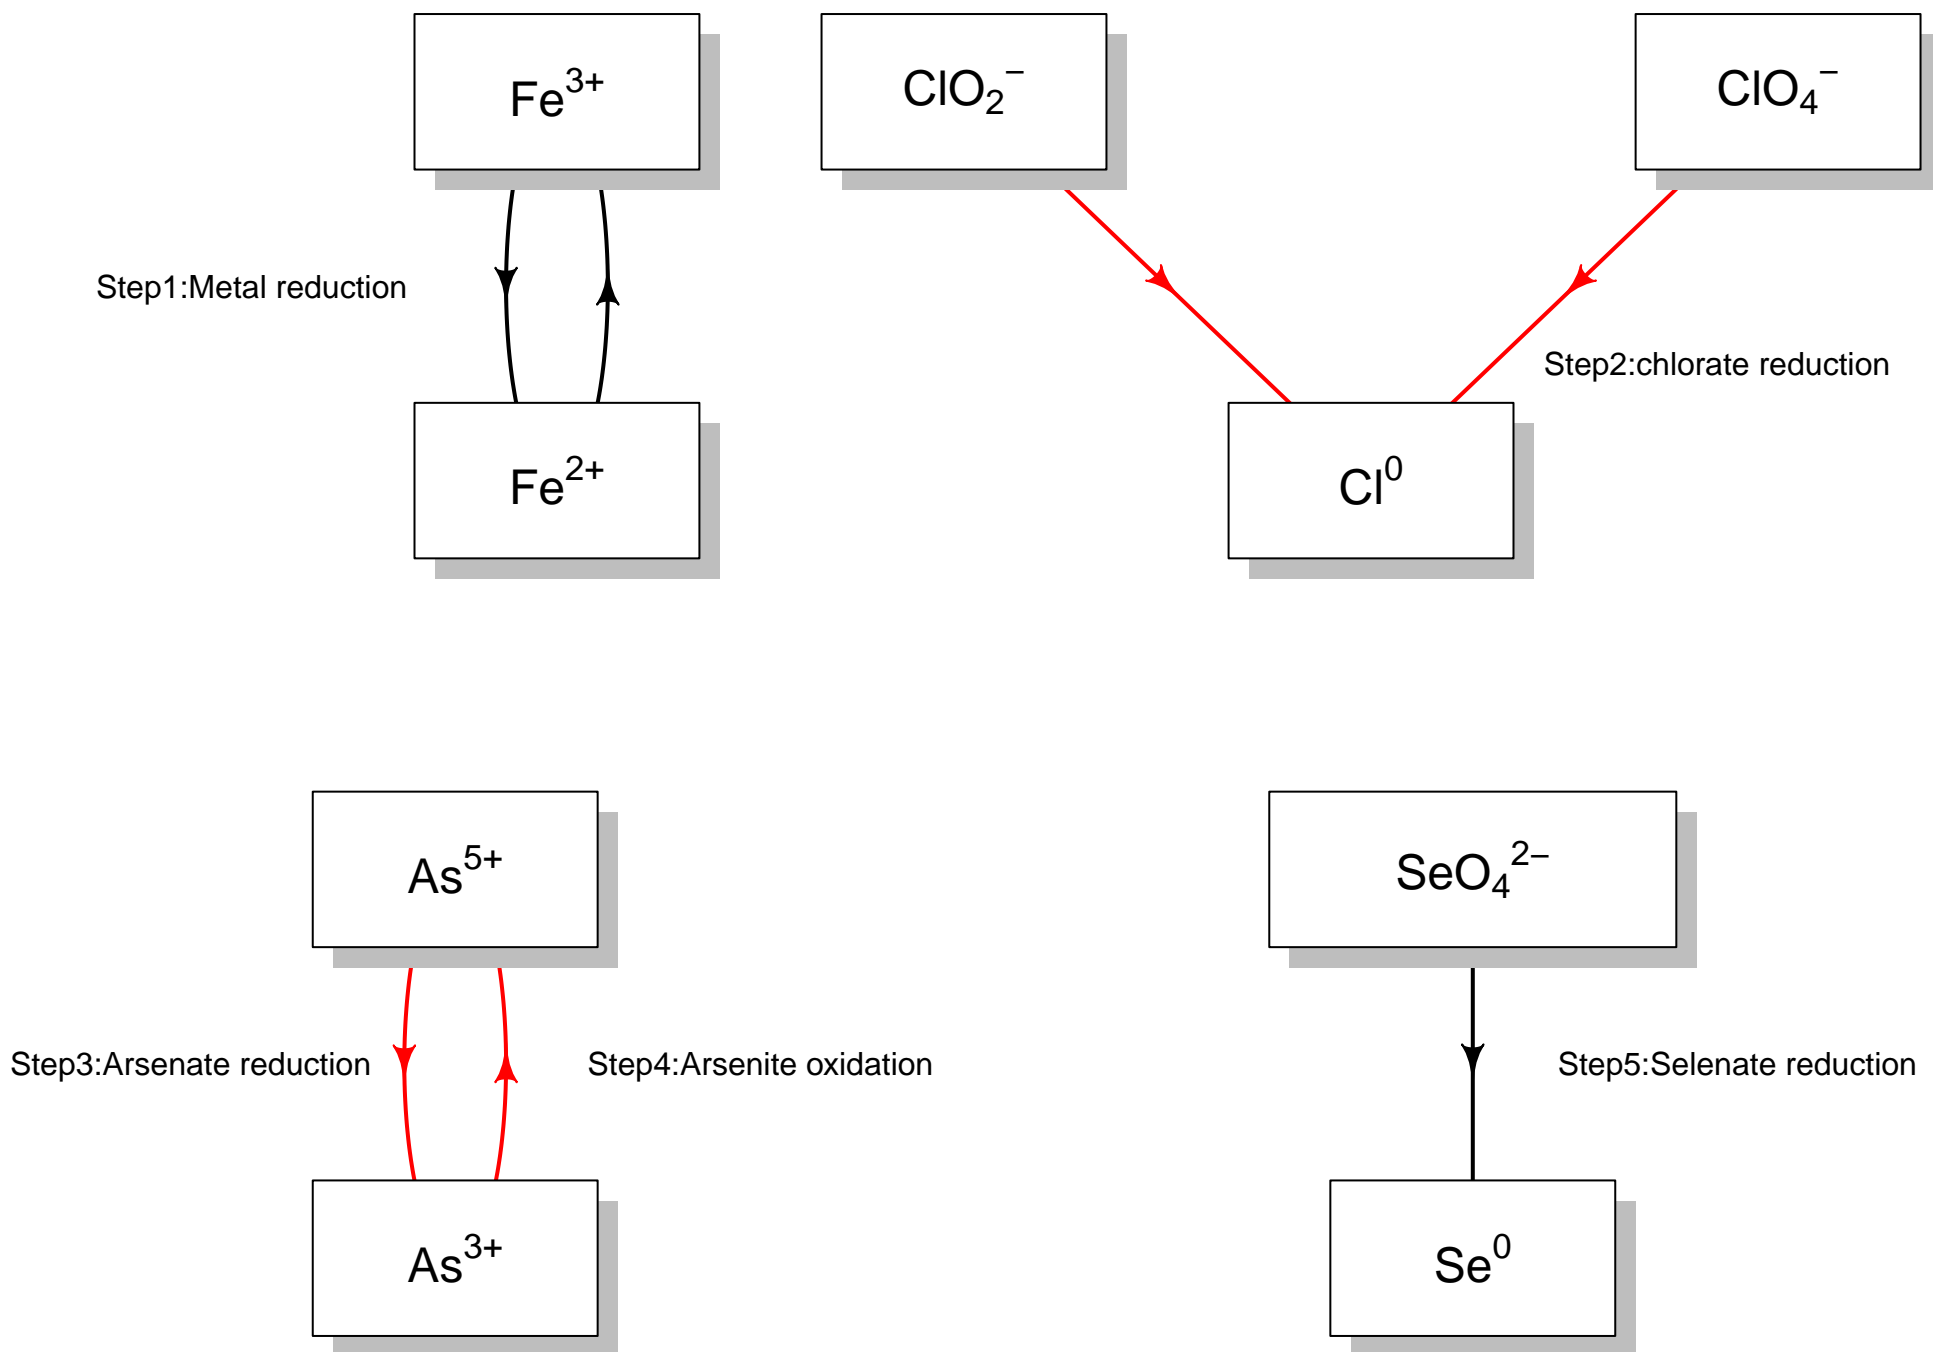 Fe³⁺
ClO₂⁻
ClO₄⁻
Step1:Metal reduction
Step2:chlorate reduction
Fe²⁺
Cl⁰
As⁵⁺
SeO₄²⁻
Step3:Arsenate reduction
Step4:Arsenite oxidation
Step5:Selenate reduction
As³⁺
Se⁰